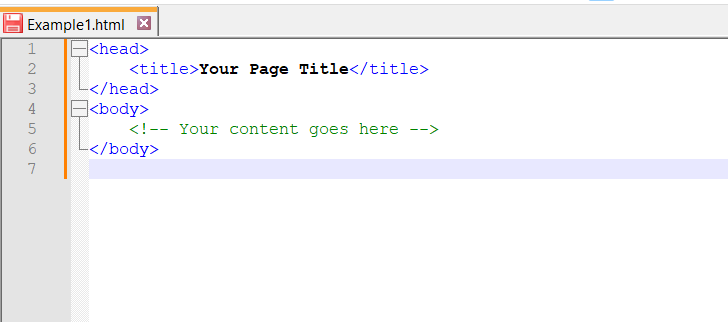 Example1.html
1 <head>
2     <title>Your Page Title</title>
3 </head>
4 <body>
5     <!-- Your content goes here -->
6 </body>
7